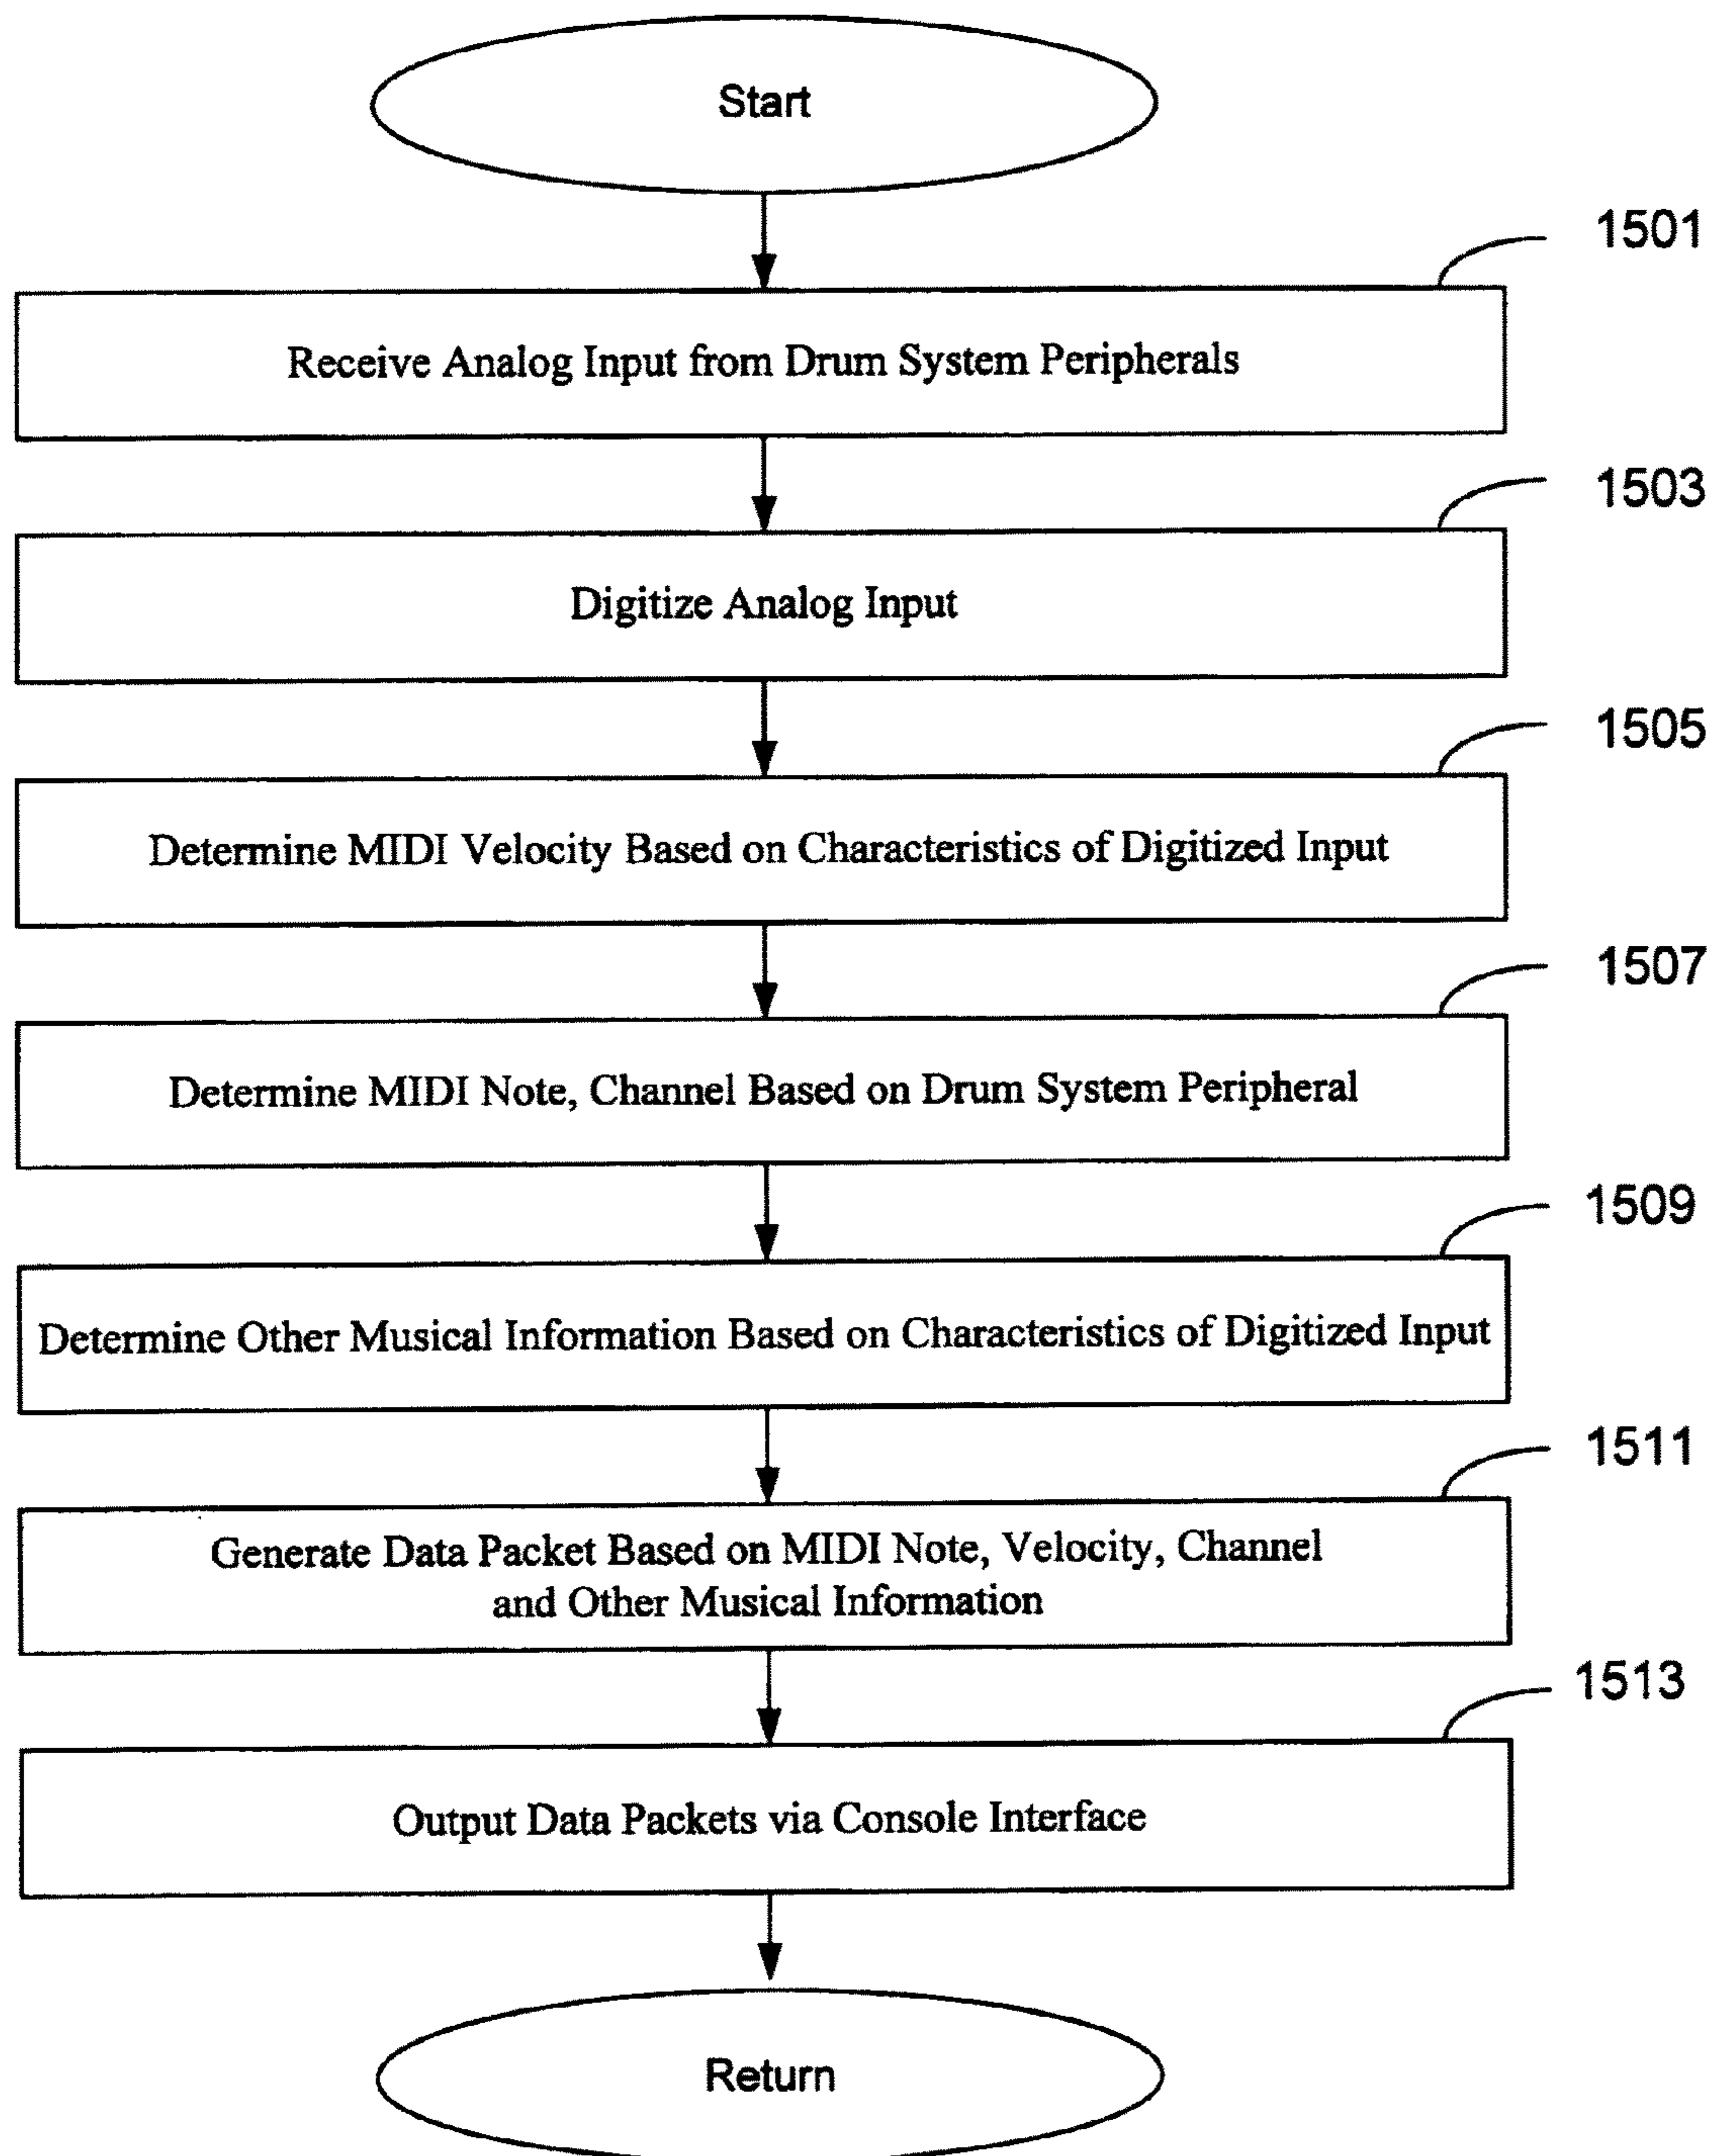 Start
1501
Receive Analog Input from Drum System Peripherals
1503
Digitize Analog Input
1505
Determine MIDI Velocity Based on Characteristics of Digitized Input
1507
Determine MIDI Note, Channel Based on Drum System Peripheral
1509
Determine Other Musical Information Based on Characteristics of Digitized Input
1511
Generate Data Packet Based on MIDI Note, Velocity, Channel
and Other Musical Information
1513
Output Data Packets via Console Interface
Return